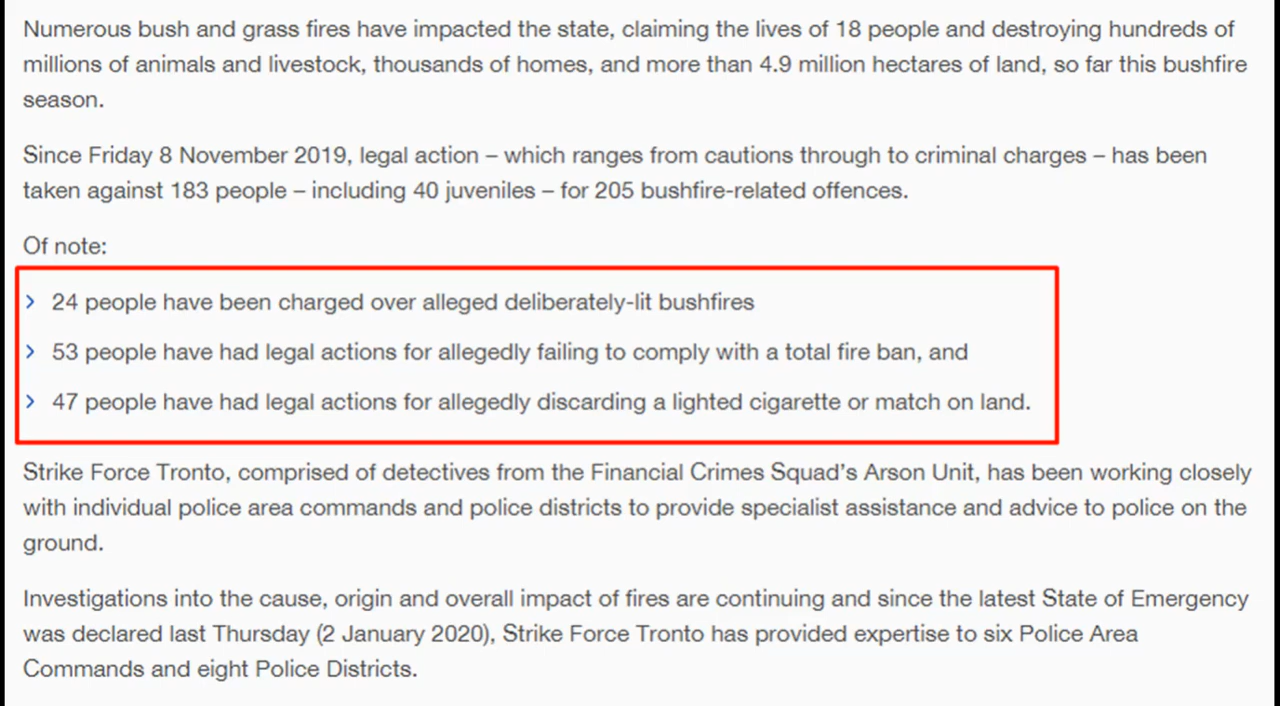 Numerous bush and grass fires have impacted the state, claiming the lives of 18 people and destroying hundreds of
millions of animals and livestock, thousands of homes, and more than 4.9 million hectares of land, so far this bushfire
season.
Since Friday 8 November 2019, legal action – which ranges from cautions through to criminal charges – has been
taken against 183 people – including 40 juveniles – for 205 bushfire-related offences.
Of note:
> 24 people have been charged over alleged deliberately-lit bushfires
> 53 people have had legal actions for allegedly failing to comply with a total fire ban, and
> 47 people have had legal actions for allegedly discarding a lighted cigarette or match on land.
Strike Force Tronto, comprised of detectives from the Financial Crimes Squad’s Arson Unit, has been working closely
with individual police area commands and police districts to provide specialist assistance and advice to police on the
ground.
Investigations into the cause, origin and overall impact of fires are continuing and since the latest State of Emergency
was declared last Thursday (2 January 2020), Strike Force Tronto has provided expertise to six Police Area
Commands and eight Police Districts.